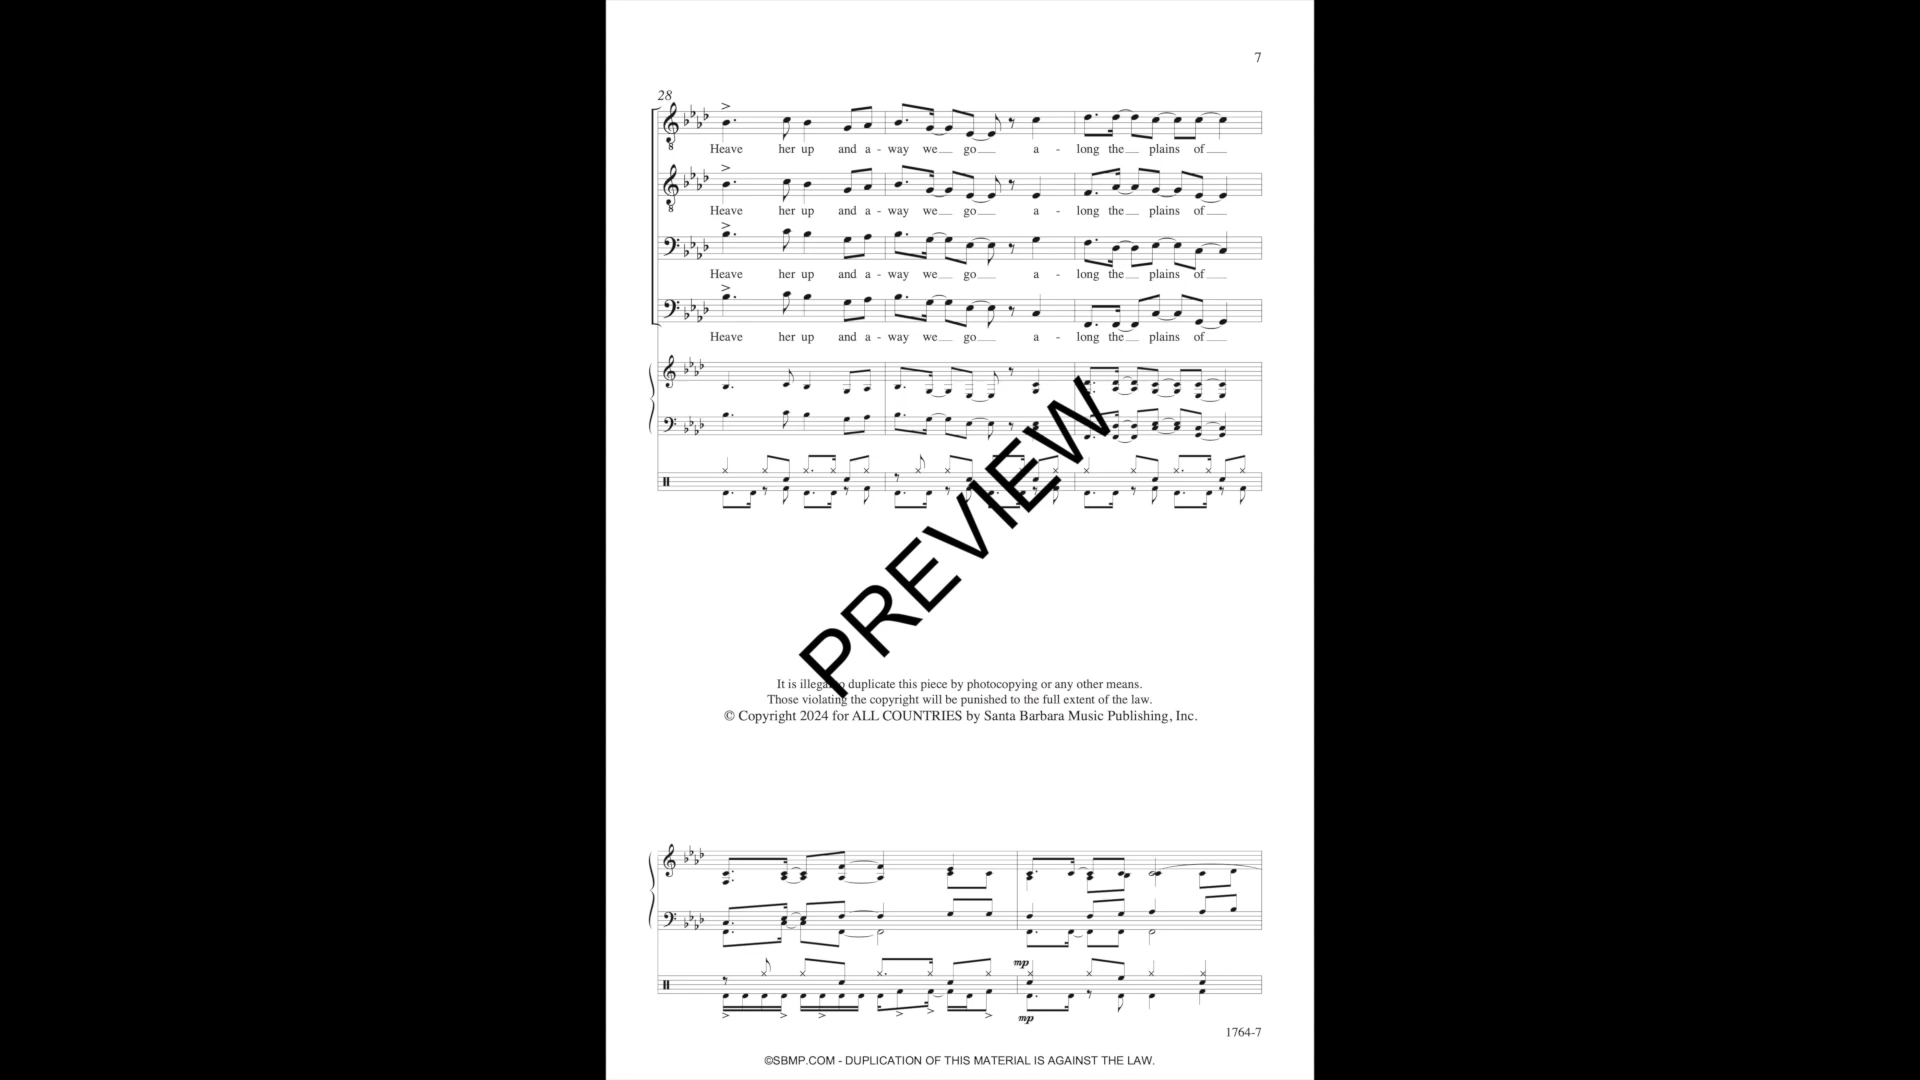 7
28
Heave her up and a - way we go a - long the plains of
Heave her up and a - way we go a - long the plains of
Heave her up and a - way we go a - long the plains of
Heave her up and a - way we go a - long the plains of
PREVIEW
It is illegal to duplicate this piece by photocopying or any other means.
Those violating the copyright will be punished to the full extent of the law.
© Copyright 2024 for ALL COUNTRIES by Santa Barbara Music Publishing, Inc.
mp
mp
1764-7
©SBMP.COM - DUPLICATION OF THIS MATERIAL IS AGAINST THE LAW.